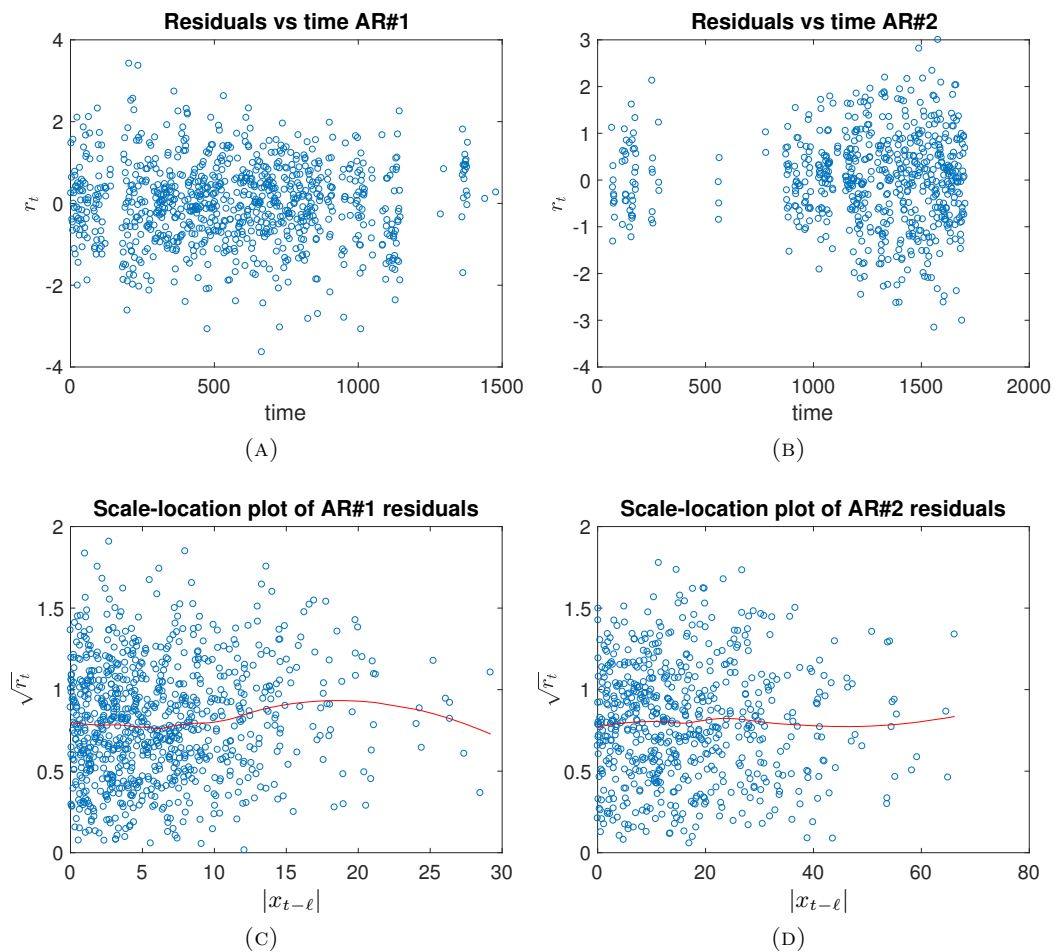 Residuals vs time AR#1
4
2
0
-2
-4
r_t
0 500 1000 1500
time
(A)
Residuals vs time AR#2
3
2
1
0
-1
-2
-3
-4
r_t
0 500 1000 1500 2000
time
(B)
Scale-location plot of AR#1 residuals
2
1.5
1
0.5
0
√r_t
0 5 10 15 20 25 30
|x_{t−ℓ}|
(C)
Scale-location plot of AR#2 residuals
2
1.5
1
0.5
0
√r_t
0 20 40 60 80
|x_{t−ℓ}|
(D)